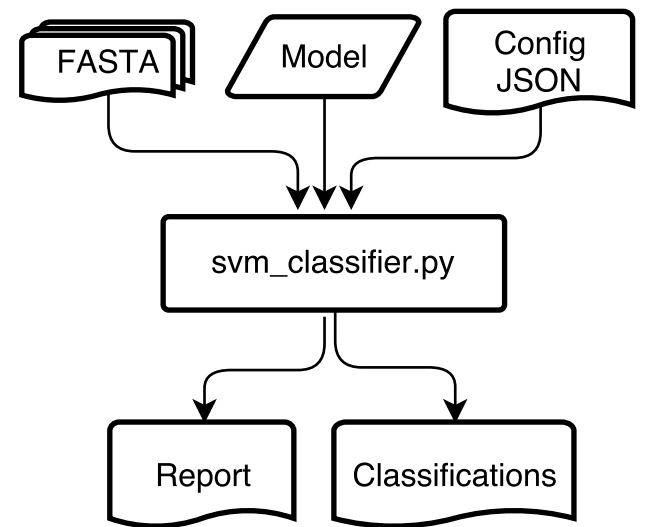 FASTA
Model
Config
JSON
svm_classifier.py
Report
Classifications